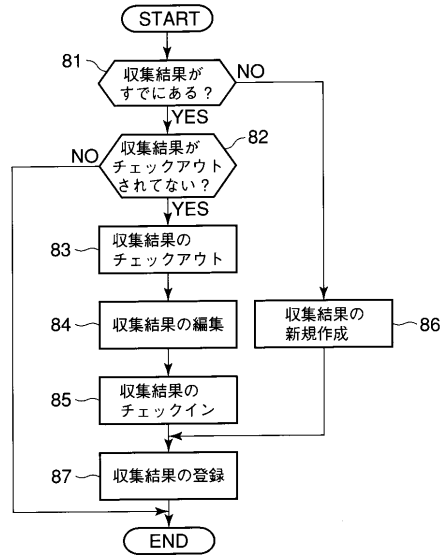 START
81
収集結果が
すでにある？
NO
YES
82
収集結果が
チェックアウト
されてない？
NO
YES
83
収集結果の
チェックアウト
84
収集結果の編集
収集結果の
新規作成
86
85
収集結果の
チェックイン
87
収集結果の登録
END